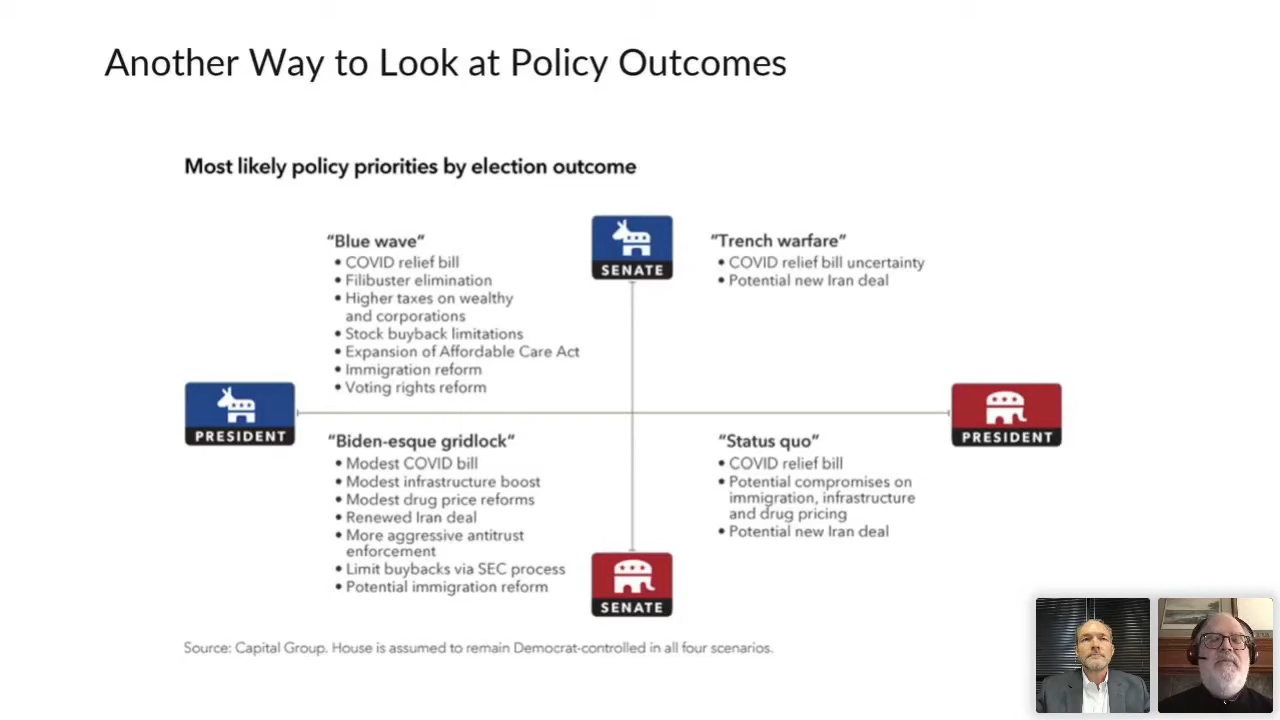 Another Way to Look at Policy Outcomes
Most likely policy priorities by election outcome
“Blue wave”
• COVID relief bill
• Filibuster elimination
• Higher taxes on wealthy
and corporations
• Stock buyback limitations
• Expansion of Affordable Care Act
• Immigration reform
• Voting rights reform
SENATE
“Trench warfare”
• COVID relief bill uncertainty
• Potential new Iran deal
PRESIDENT
PRESIDENT
“Biden-esque gridlock”
• Modest COVID bill
• Modest infrastructure boost
• Modest drug price reforms
• Renewed Iran deal
• More aggressive antitrust
enforcement
• Limit buybacks via SEC process
• Potential immigration reform
“Status quo”
• COVID relief bill
• Potential compromises on
immigration, infrastructure
and drug pricing
• Potential new Iran deal
SENATE
Source: Capital Group. House is assumed to remain Democrat-controlled in all four scenarios.